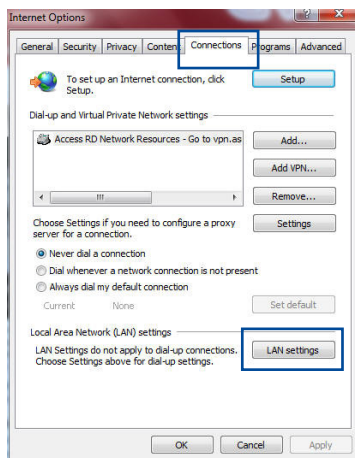 Internet Options
General Security Privacy Content Connections Programs Advanced
To set up an Internet connection, click
Setup.
Setup
Dial-up and Virtual Private Network settings
Access RD Network Resources - Go to vpn.as
Add...
Add VPN...
Remove...
Choose Settings if you need to configure a proxy
server for a connection.
Settings
Never dial a connection
Dial whenever a network connection is not present
Always dial my default connection
Current None
Set default
Local Area Network (LAN) settings
LAN Settings do not apply to dial-up connections.
Choose Settings above for dial-up settings.
LAN settings
OK Cancel Apply